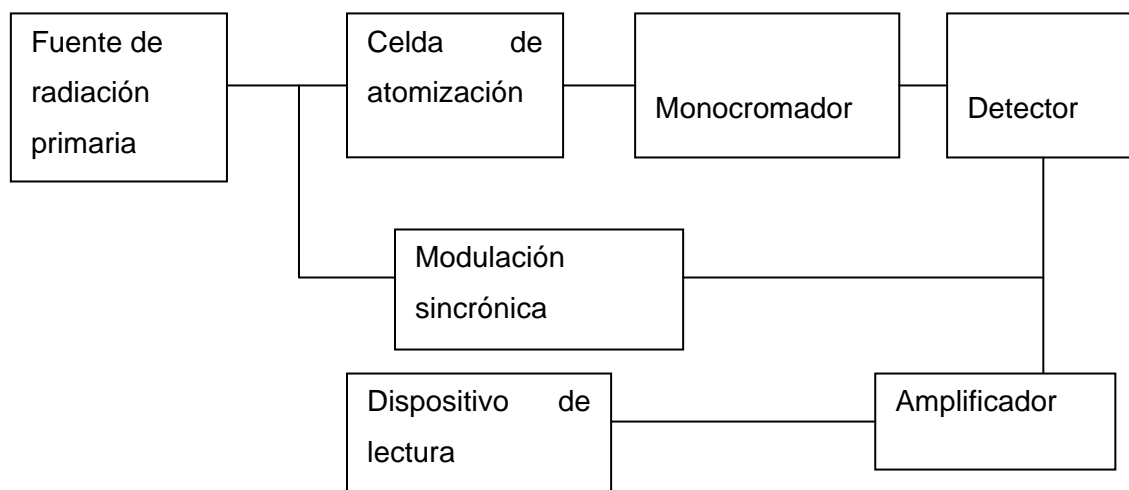 Fuente de
radiación
primaria
Celda de
atomización
Monocromador
Detector
Modulación
sincrónica
Dispositivo de
lectura
Amplificador